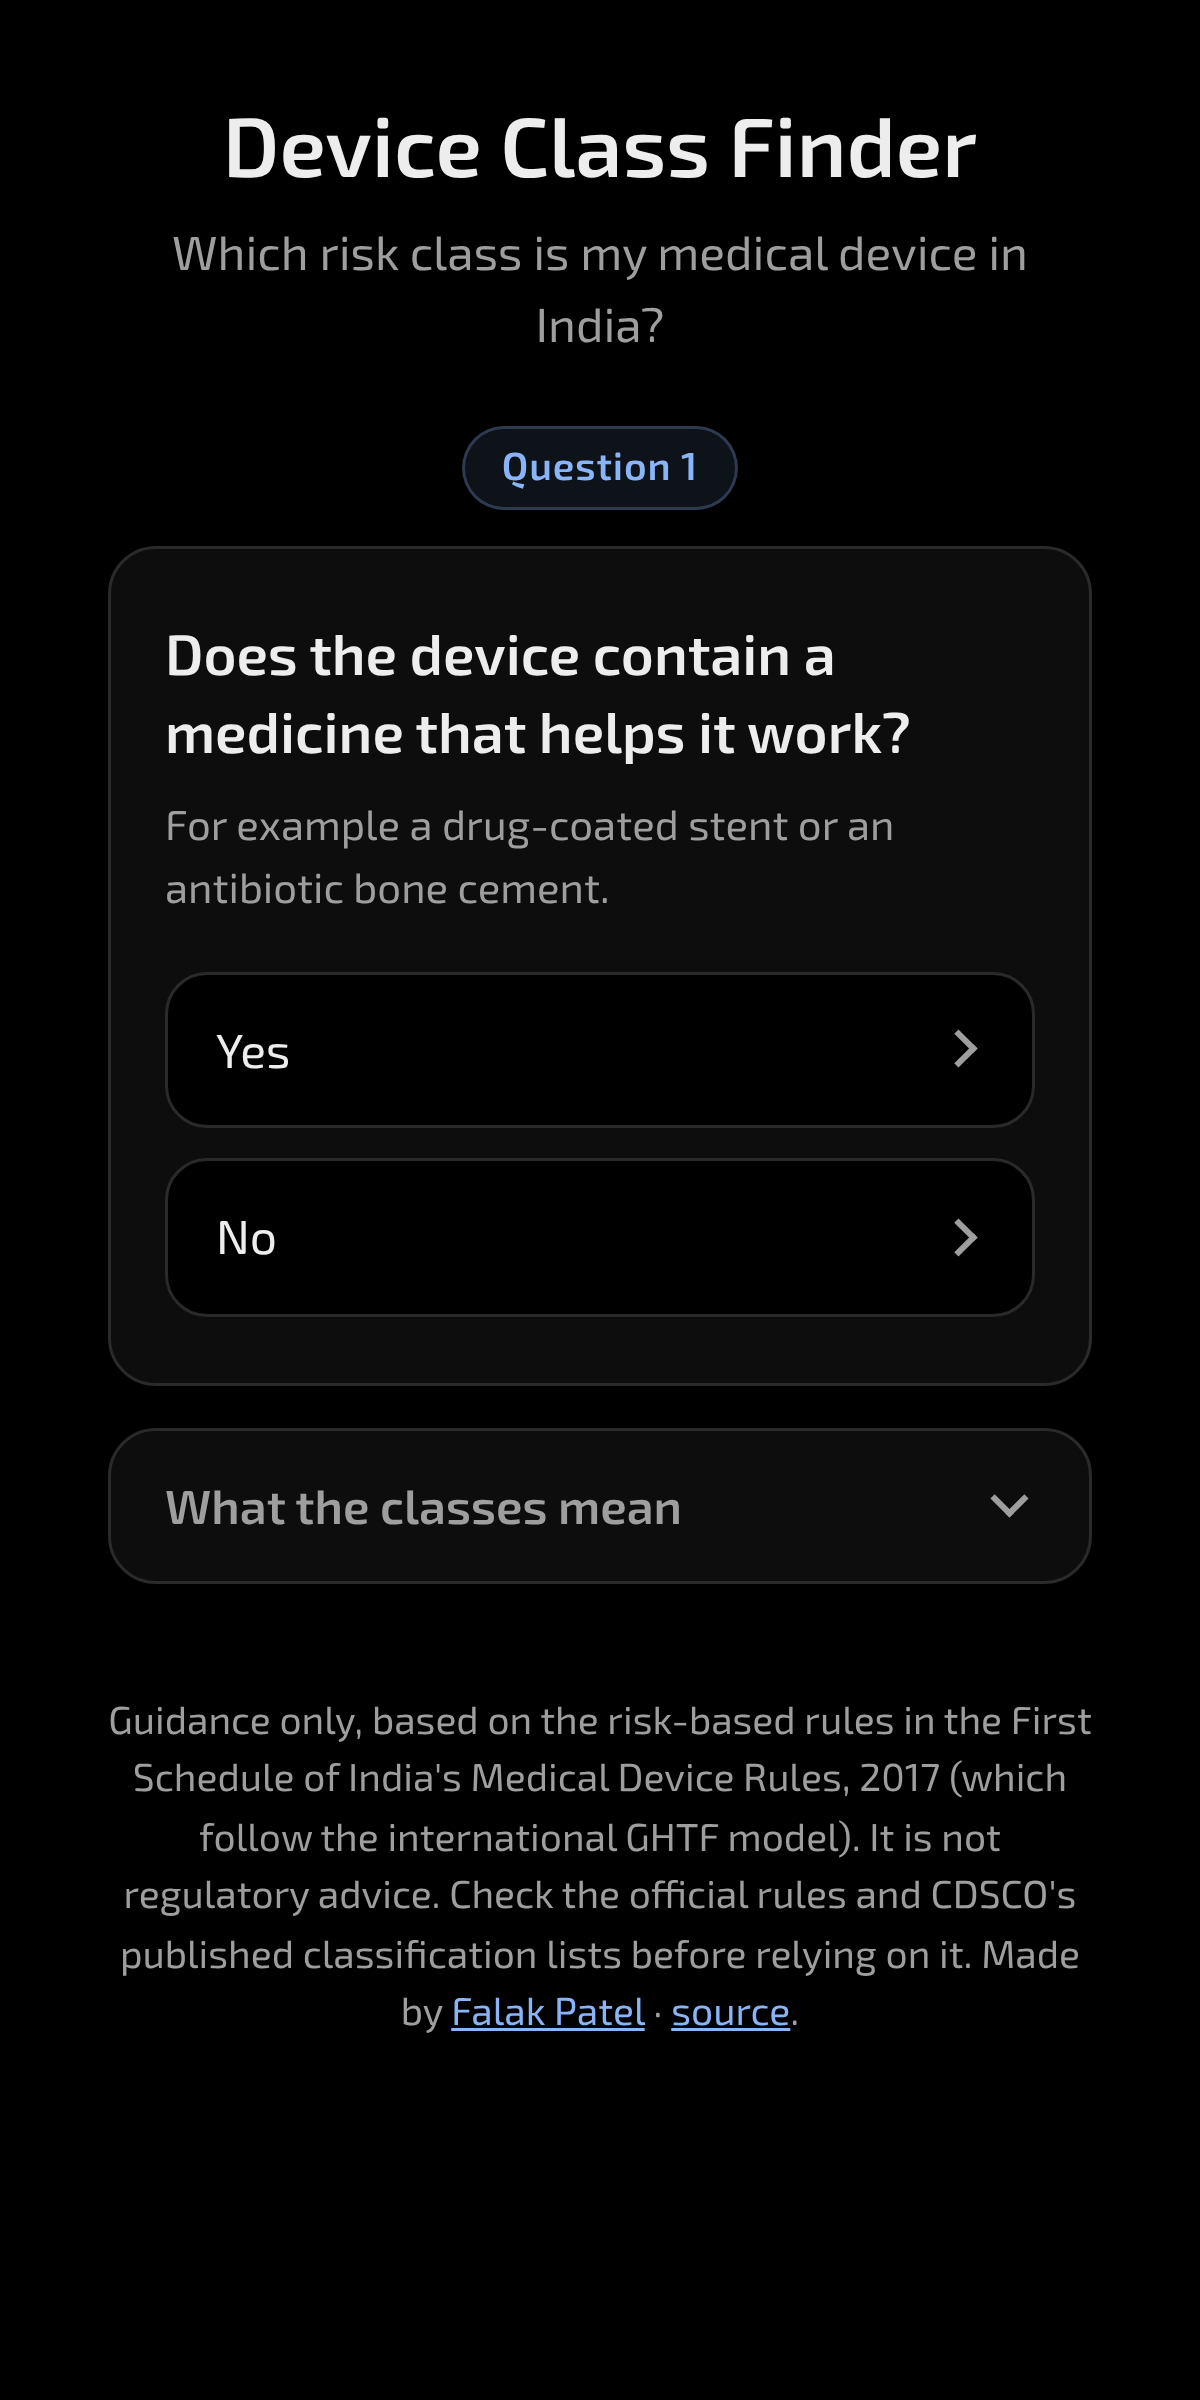 Device Class Finder
Which risk class is my medical device in
India?
Question 1
Does the device contain a
medicine that helps it work?
For example a drug-coated stent or an
antibiotic bone cement.
Yes
No
What the classes mean
Guidance only, based on the risk-based rules in the First
Schedule of India's Medical Device Rules, 2017 (which
follow the international GHTF model). It is not
regulatory advice. Check the official rules and CDSCO's
published classification lists before relying on it. Made
by Falak Patel · source.